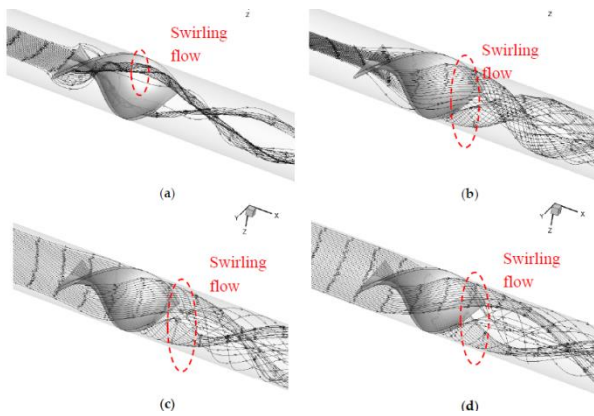 z
Swirling
flow
(a)
z
Swirling
flow
(b)
Y X
Z
Swirling
flow
(c)
Y X
Z
Swirling
flow
(d)